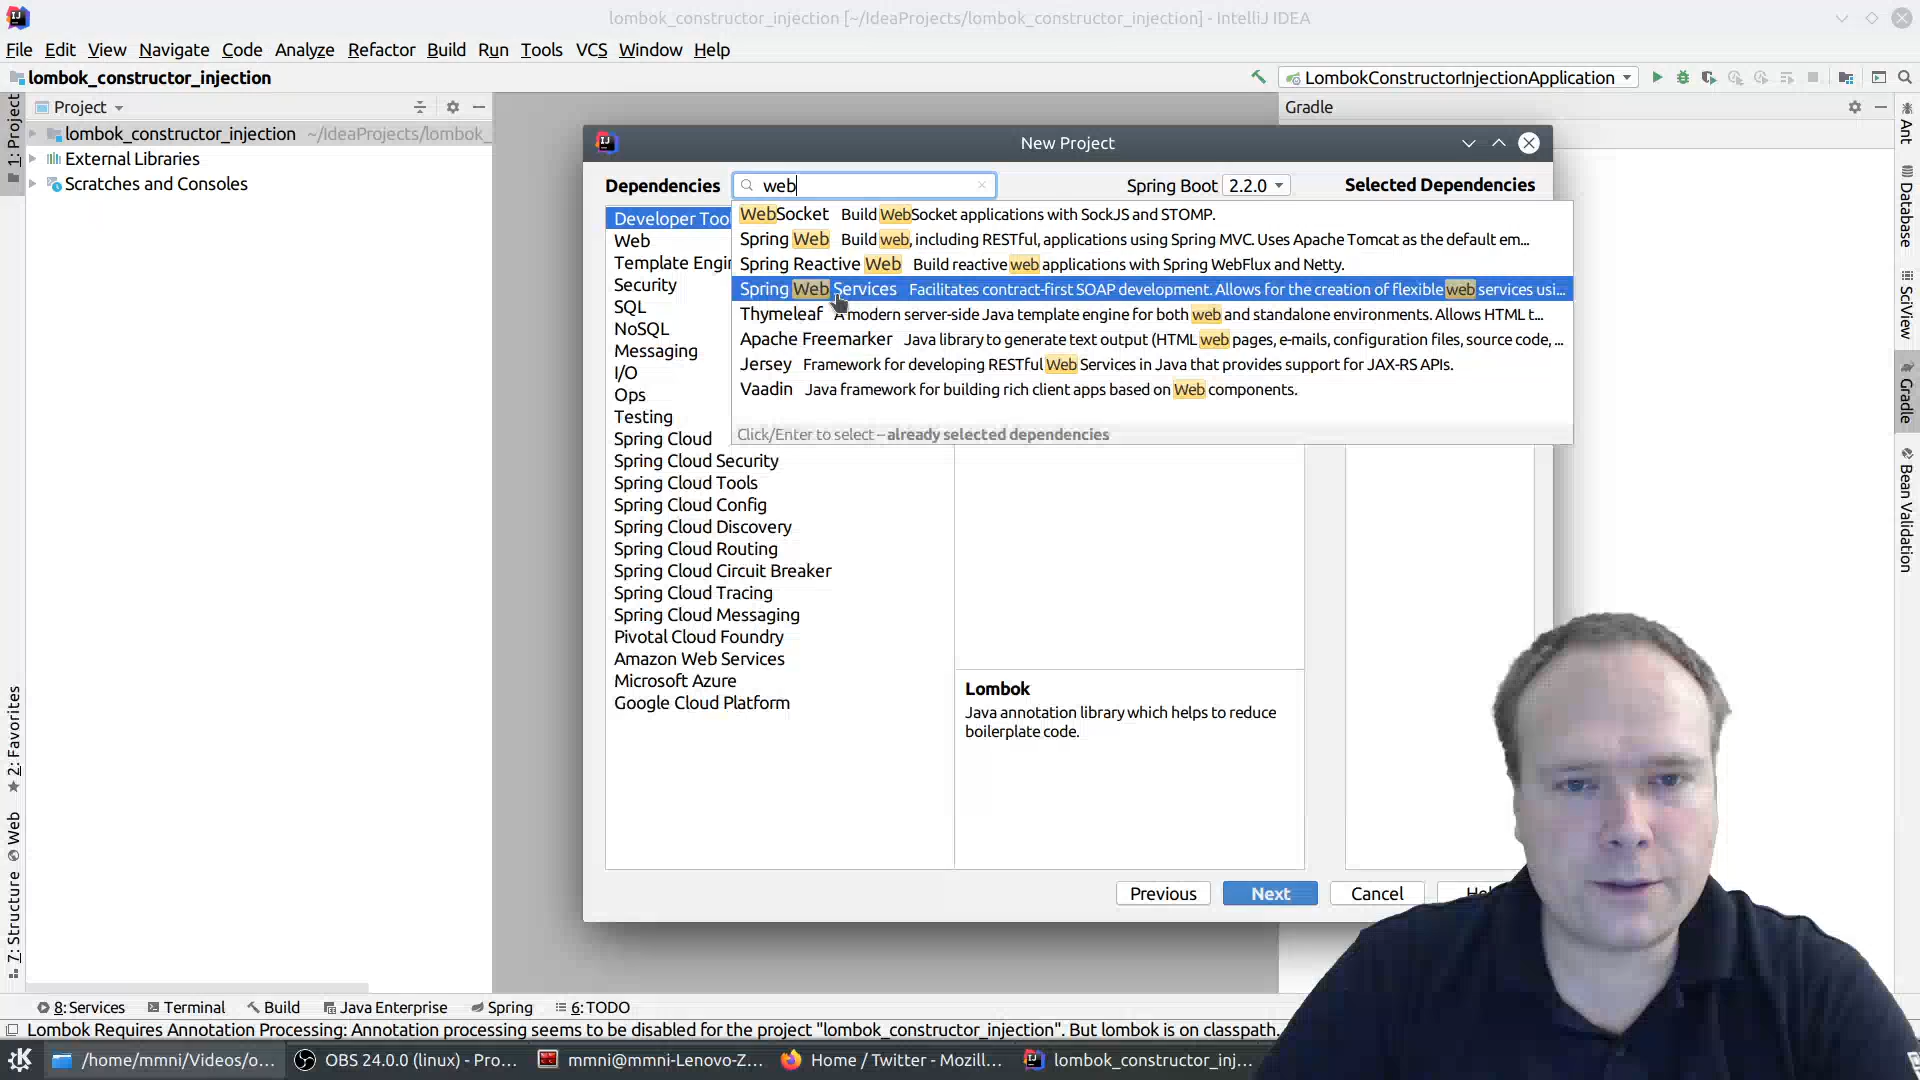 lombok_constructor_injection [~/IdeaProjects/lombok_constructor_injection] - IntelliJ IDEA
File Edit View Navigate Code Analyze Refactor Build Run Tools VCS Window Help
lombok_constructor_injection
LombokConstructorInjectionApplication
Project
Gradle
1: Project
lombok_constructor_injection ~/IdeaProjects/lombok_
External Libraries
Scratches and Consoles
New Project
Dependencies
web
Spring Boot 2.2.0
Selected Dependencies
Developer Too
Web
Template Engi
Security
SQL
NoSQL
Messaging
I/O
Ops
Testing
Spring Cloud
Spring Cloud Security
Spring Cloud Tools
Spring Cloud Config
Spring Cloud Discovery
Spring Cloud Routing
Spring Cloud Circuit Breaker
Spring Cloud Tracing
Spring Cloud Messaging
Pivotal Cloud Foundry
Amazon Web Services
Microsoft Azure
Google Cloud Platform
WebSocket Build WebSocket applications with SockJS and STOMP.
Spring Web Build web, including RESTful, applications using Spring MVC. Uses Apache Tomcat as the default em...
Spring Reactive Web Build reactive web applications with Spring WebFlux and Netty.
Spring Web Services Facilitates contract-first SOAP development. Allows for the creation of flexible web services usi...
Thymeleaf A modern server-side Java template engine for both web and standalone environments. Allows HTML t...
Apache Freemarker Java library to generate text output (HTML web pages, e-mails, configuration files, source code, ...
Jersey Framework for developing RESTful Web Services in Java that provides support for JAX-RS APIs.
Vaadin Java framework for building rich client apps based on Web components.
Click/Enter to select – already selected dependencies
Lombok
Java annotation library which helps to reduce
boilerplate code.
Previous
Next
Cancel
Hel
Ant
Database
SciView
Gradle
Bean Validation
2: Favorites
Web
7: Structure
8: Services Terminal Build Java Enterprise Spring 6: TODO
Lombok Requires Annotation Processing: Annotation processing seems to be disabled for the project "lombok_constructor_injection". But lombok is on classpath.
/home/mmni/Videos/o... OBS 24.0.0 (linux) - Pro... mmni@mmni-Lenovo-Z... Home / Twitter - Mozill... lombok_constructor_inj...